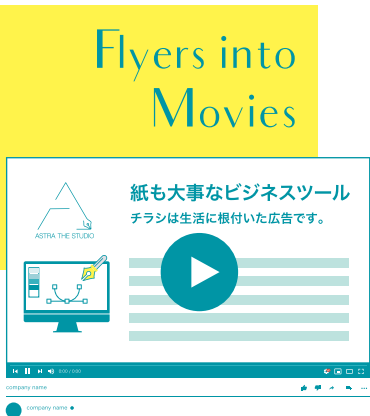 Flyers into
Movies
紙も大事なビジネスツール
チラシは生活に根付いた広告です。
ASTRA THE STUDIO
0:00 / 0:00
company name
company name